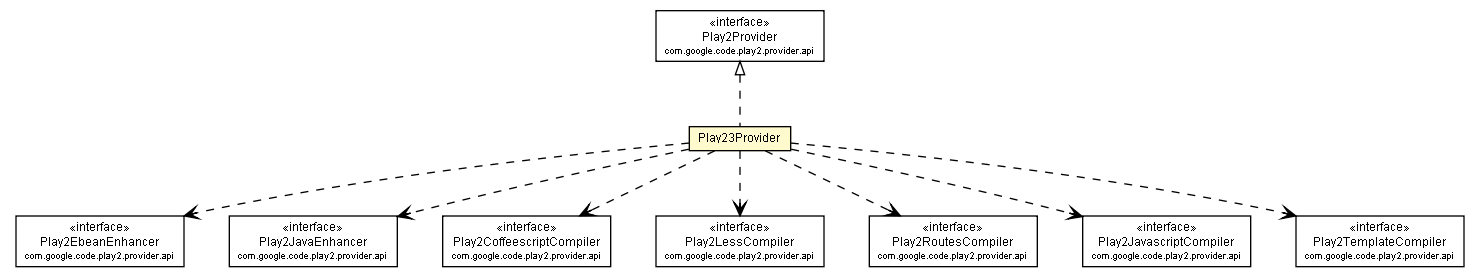 «interface»
Play2Provider
com.google.code.play2.provider.api
Play23Provider
«interface»
Play2EbeanEnhancer
com.google.code.play2.provider.api
«interface»
Play2JavaEnhancer
com.google.code.play2.provider.api
«interface»
Play2CoffeescriptCompiler
com.google.code.play2.provider.api
«interface»
Play2LessCompiler
com.google.code.play2.provider.api
«interface»
Play2RoutesCompiler
com.google.code.play2.provider.api
«interface»
Play2JavascriptCompiler
com.google.code.play2.provider.api
«interface»
Play2TemplateCompiler
com.google.code.play2.provider.api